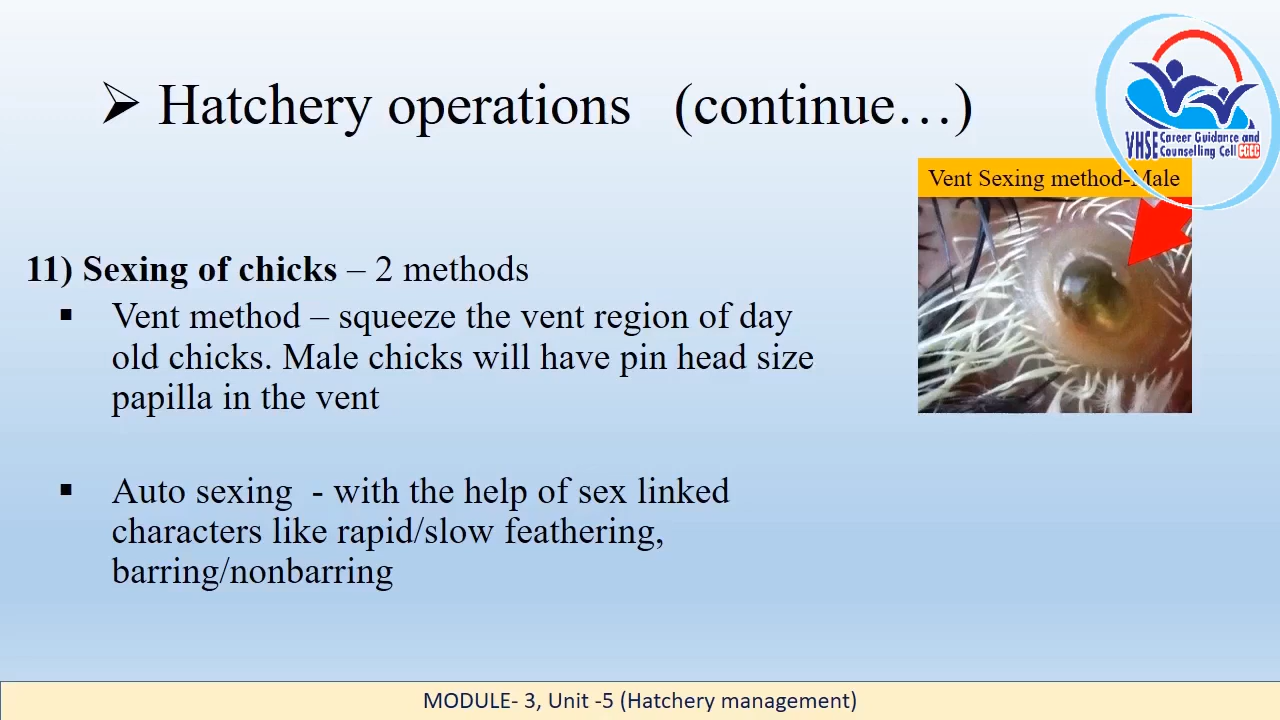 ➢ Hatchery operations (continue…)
VHSE Career Guidance and
Counselling Cell CGCC
Vent Sexing method-Male
11) Sexing of chicks – 2 methods
▪ Vent method – squeeze the vent region of day
old chicks. Male chicks will have pin head size
papilla in the vent
▪ Auto sexing - with the help of sex linked
characters like rapid/slow feathering,
barring/nonbarring
MODULE- 3, Unit -5 (Hatchery management)